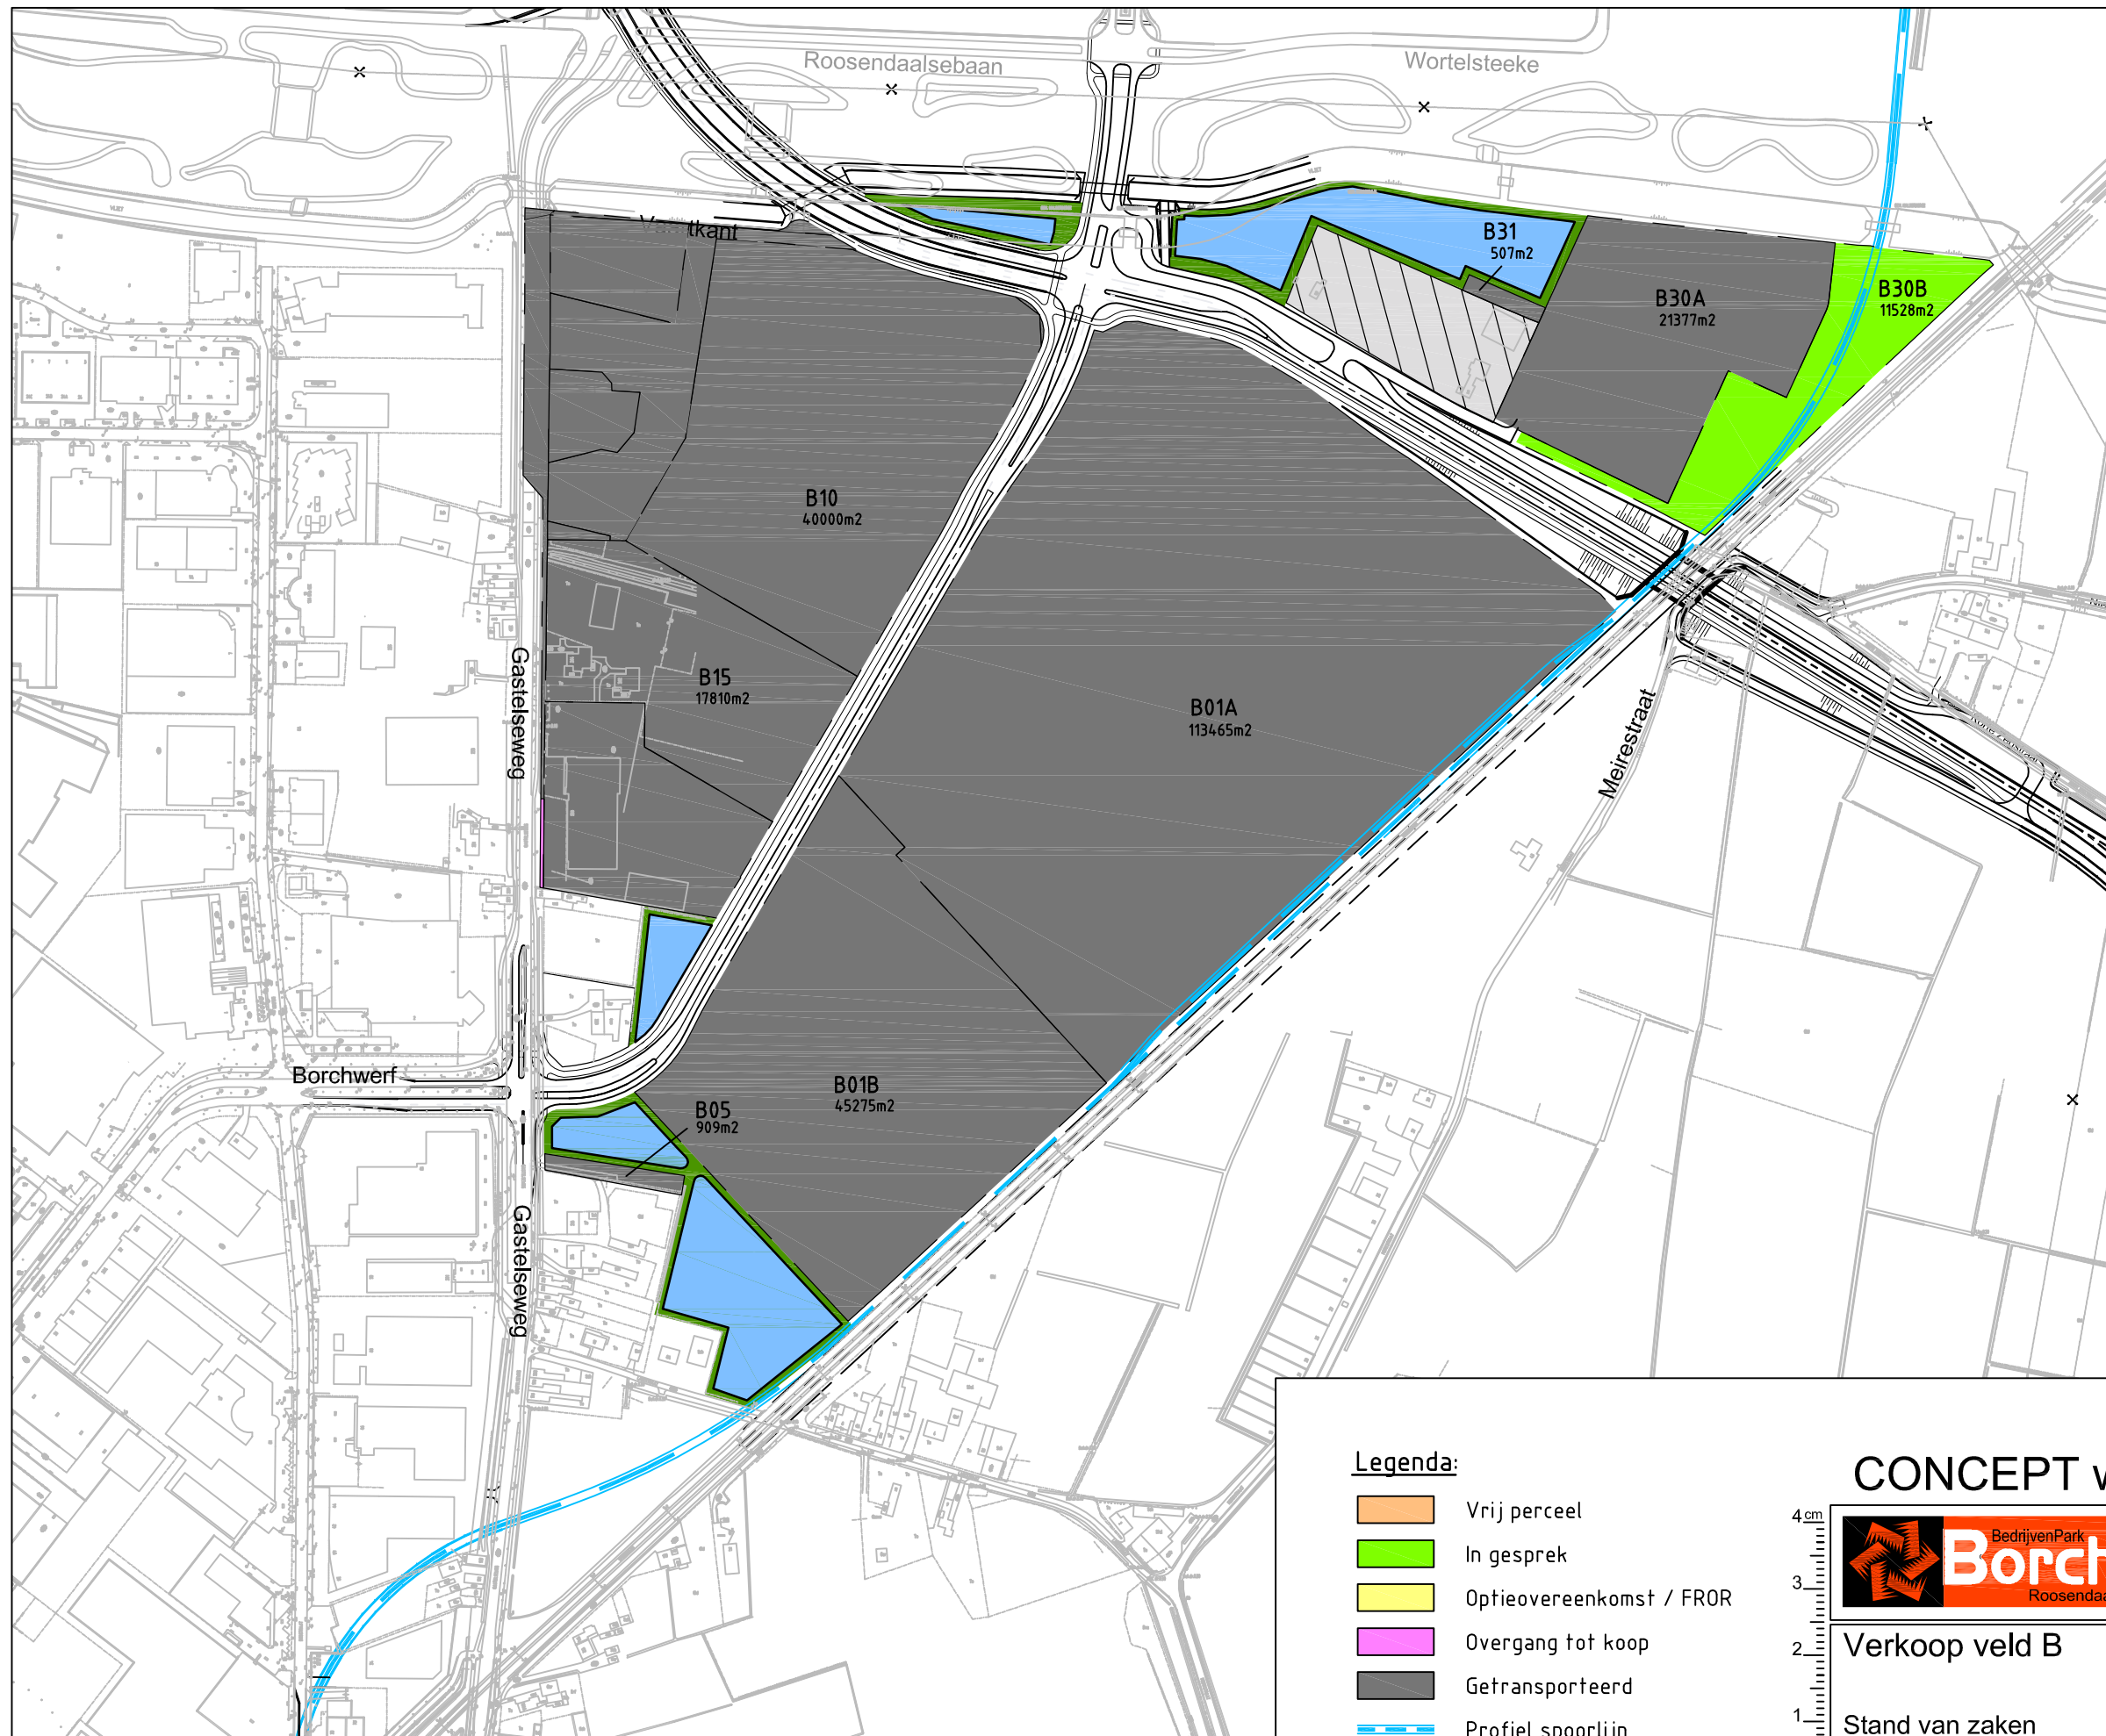 Roosendaalsebaan
Wortelsteeke
B31
507m2
B30A
21377m2
B30B
11528m2
B10
40000m2
Gastelseweg
B15
17810m2
B01A
113465m2
Meirestraat
Borchwerf
B01B
45275m2
B05
909m2
Gastelseweg
Legenda:
Vrij perceel
In gesprek
Optieovereenkomst / FROR
Overgang tot koop
Getransporteerd
Profiel spoorlijn
CONCEPT v
4 cm
3
2
1
BedrijvenPark
Borch
Roosendaa
Verkoop veld B
Stand van zaken